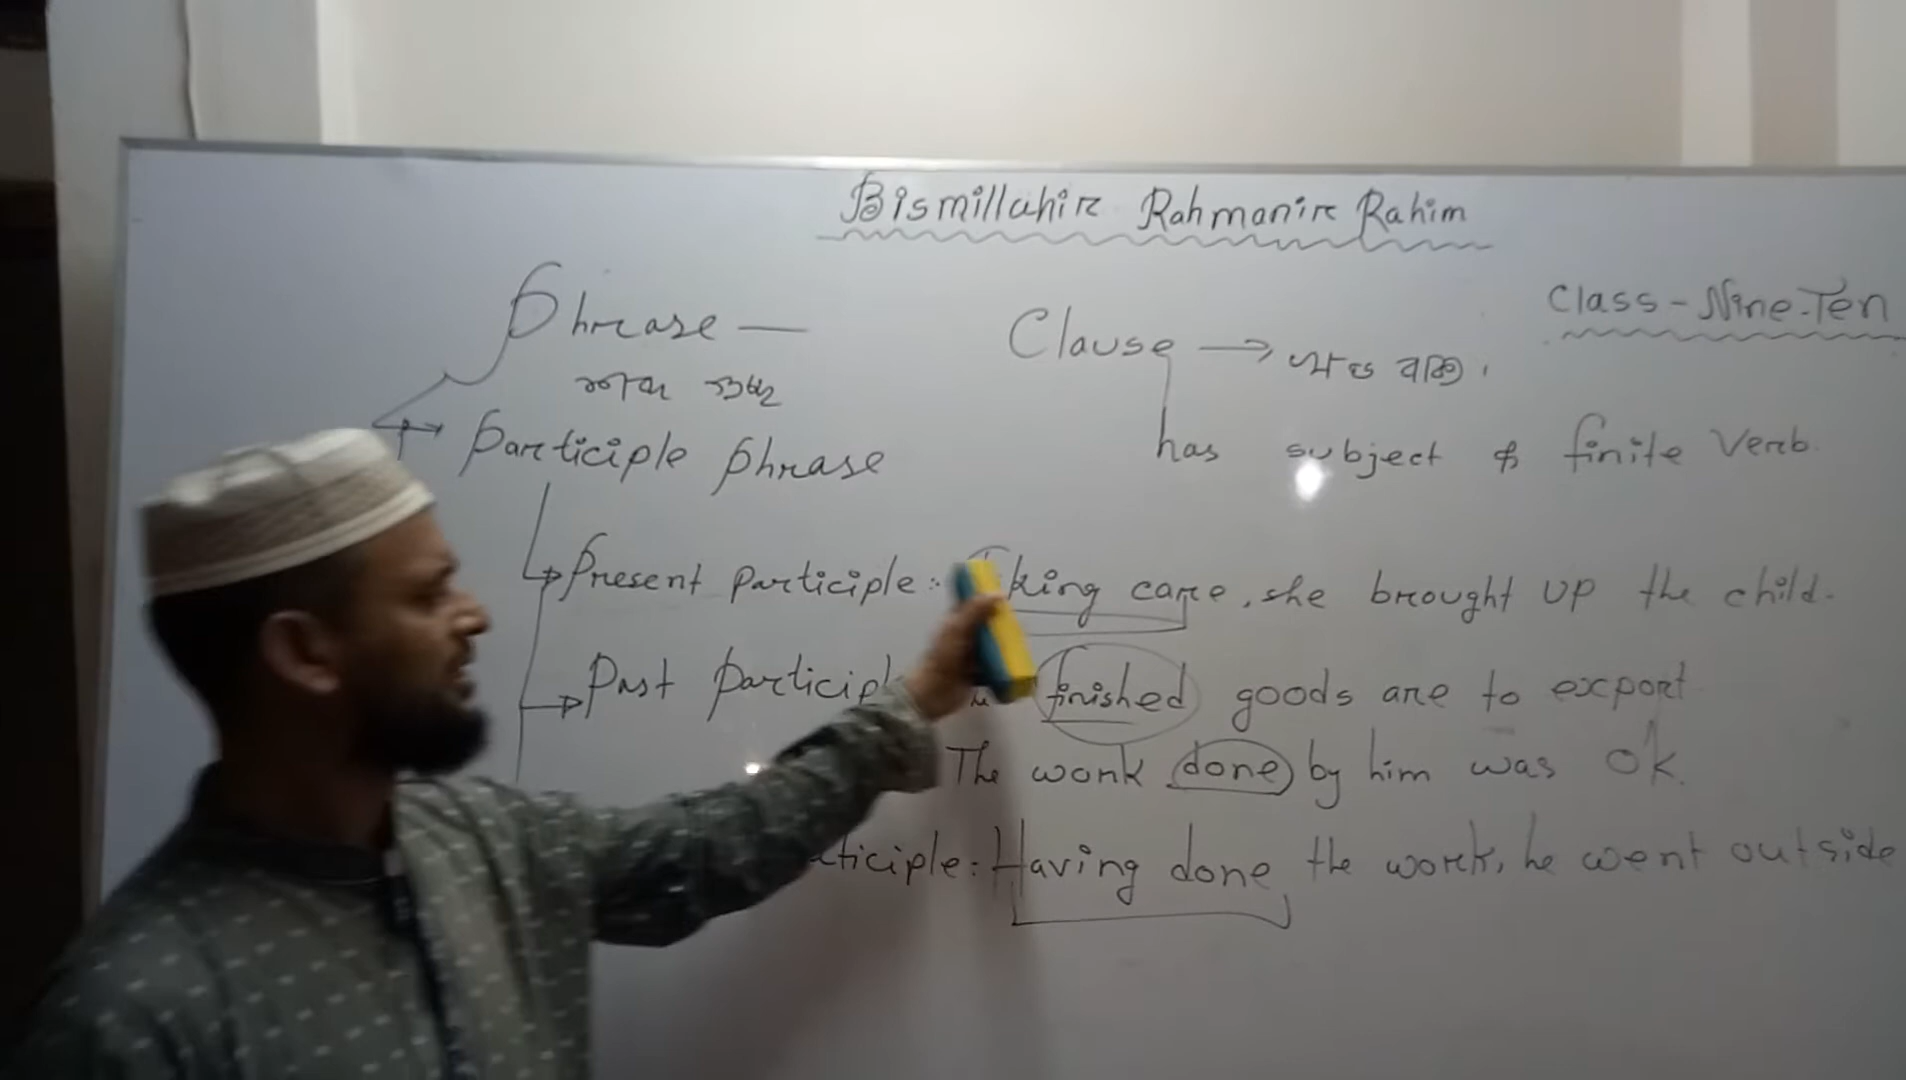 Bismillahir Rahmanir Rahim
Class-Nine-Ten
Phrase —
Clause → খণ্ড বাক্য।
has subject & finite Verb.
Participle phrase
Present participle: king care, she brought up the child.
Past participl finished goods are to export
The work done by him was ok.
ticiple: Having done the work, he went outside